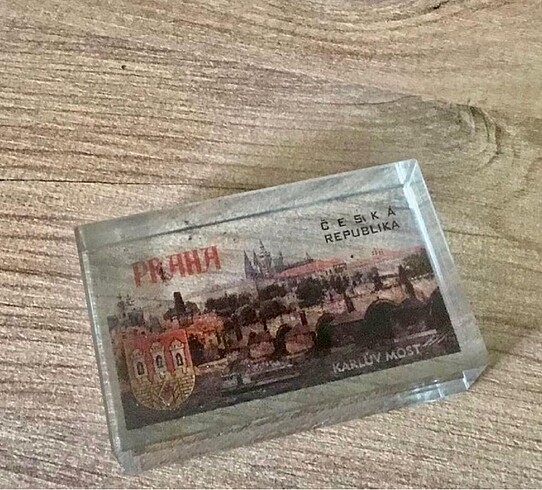 PRAHA
ČESKÁ
REPUBLIKA
KARLŮV MOST